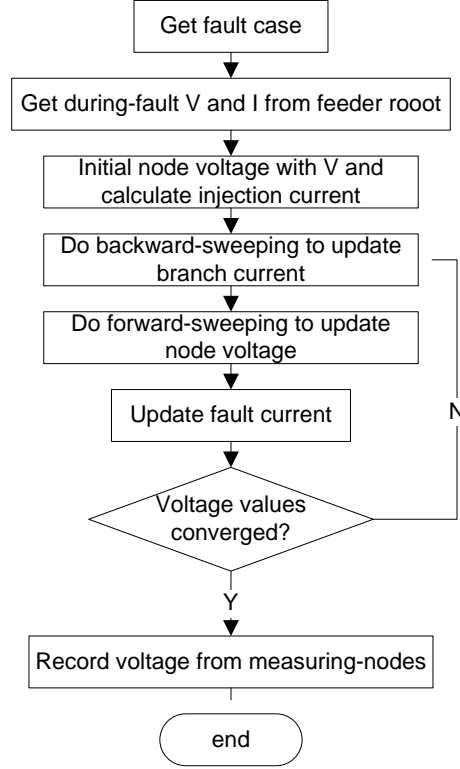 Get fault case
Get during-fault V and I from feeder rooot
Initial node voltage with V and
calculate injection current
Do backward-sweeping to update
branch current
Do forward-sweeping to update
node voltage
Update fault current
N
Voltage values
converged?
Y
Record voltage from measuring-nodes
end